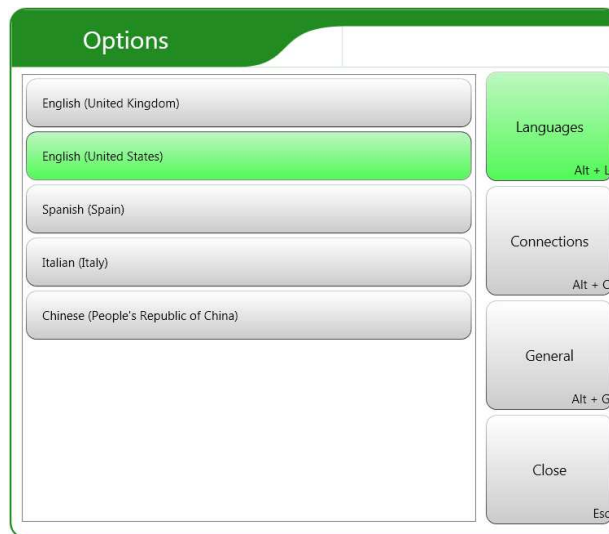 Options
English (United Kingdom)
English (United States)
Spanish (Spain)
Italian (Italy)
Chinese (People's Republic of China)
Languages
Alt + L
Connections
Alt + C
General
Alt + G
Close
Esc